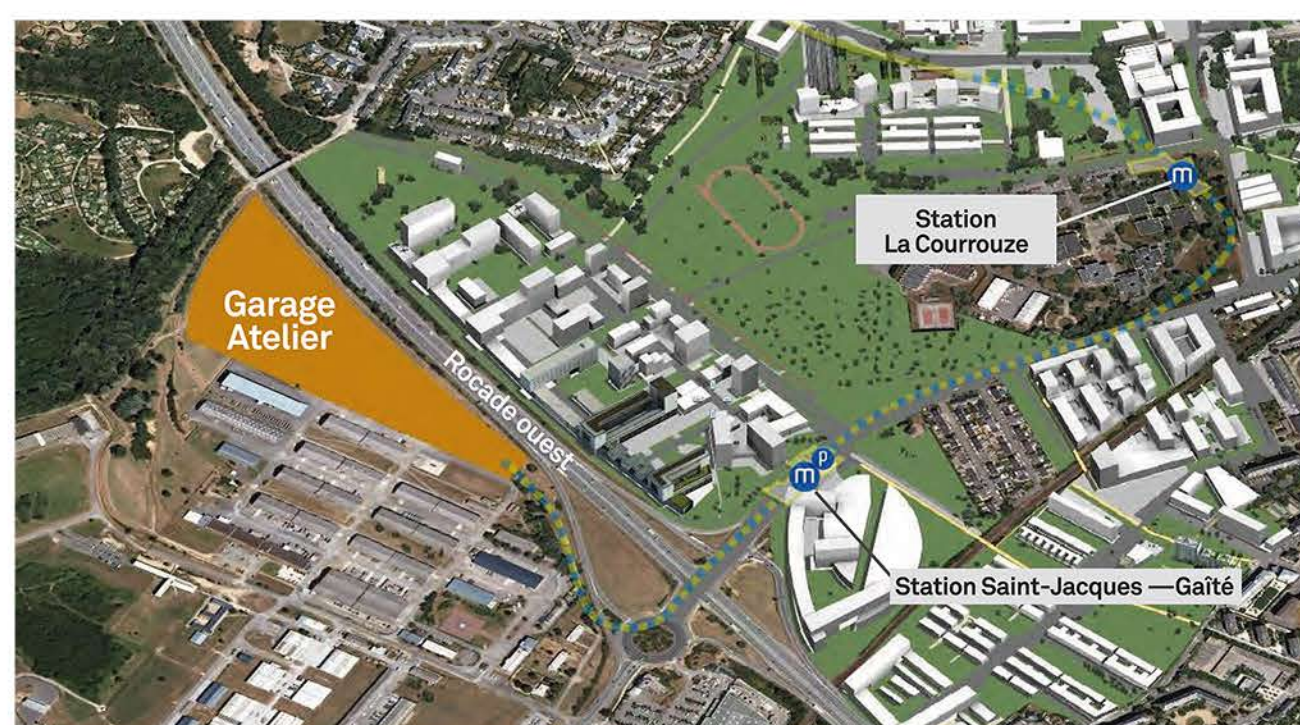 m
Station
La Courrouze
Garage
Atelier
Rocade ouest
p
m
Station Saint-Jacques —Gaîté